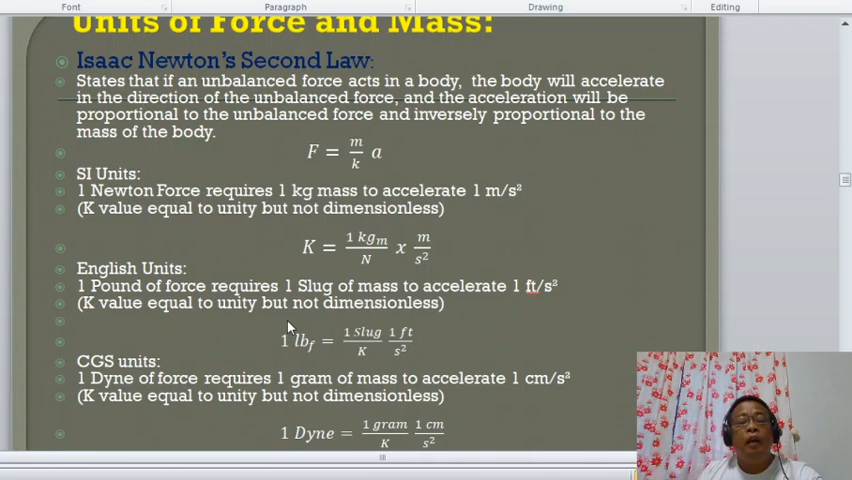 Font
Paragraph
Drawing
Editing
Units of Force and Mass:
Isaac Newton's Second Law:
States that if an unbalanced force acts in a body, the body will accelerate
in the direction of the unbalanced force, and the acceleration will be
proportional to the unbalanced force and inversely proportional to the
mass of the body.
F = m/k a
SI Units:
1 Newton Force requires 1 kg mass to accelerate 1 m/s²
(K value equal to unity but not dimensionless)
K = 1 kgₘ/N x m/s²
English Units:
1 Pound of force requires 1 Slug of mass to accelerate 1 ft/s²
(K value equal to unity but not dimensionless)
1 lb_f = 1 Slug/K 1 ft/s²
CGS units:
1 Dyne of force requires 1 gram of mass to accelerate 1 cm/s²
(K value equal to unity but not dimensionless)
1 Dyne = 1 gram/K 1 cm/s²